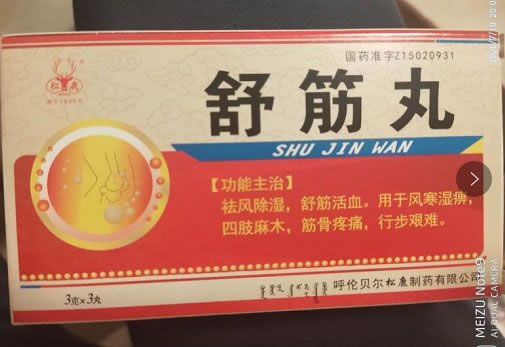 国药准字Z15020931
松鹿
舒筋丸
SHU JIN WAN
【功能主治】
祛风除湿，舒筋活血。用于风寒湿痹，
四肢麻木，筋骨疼痛，行步艰难。
3克×3丸
呼伦贝尔松鹿制药有限公司
MEIZU Note9
AI DUAL CAMERA